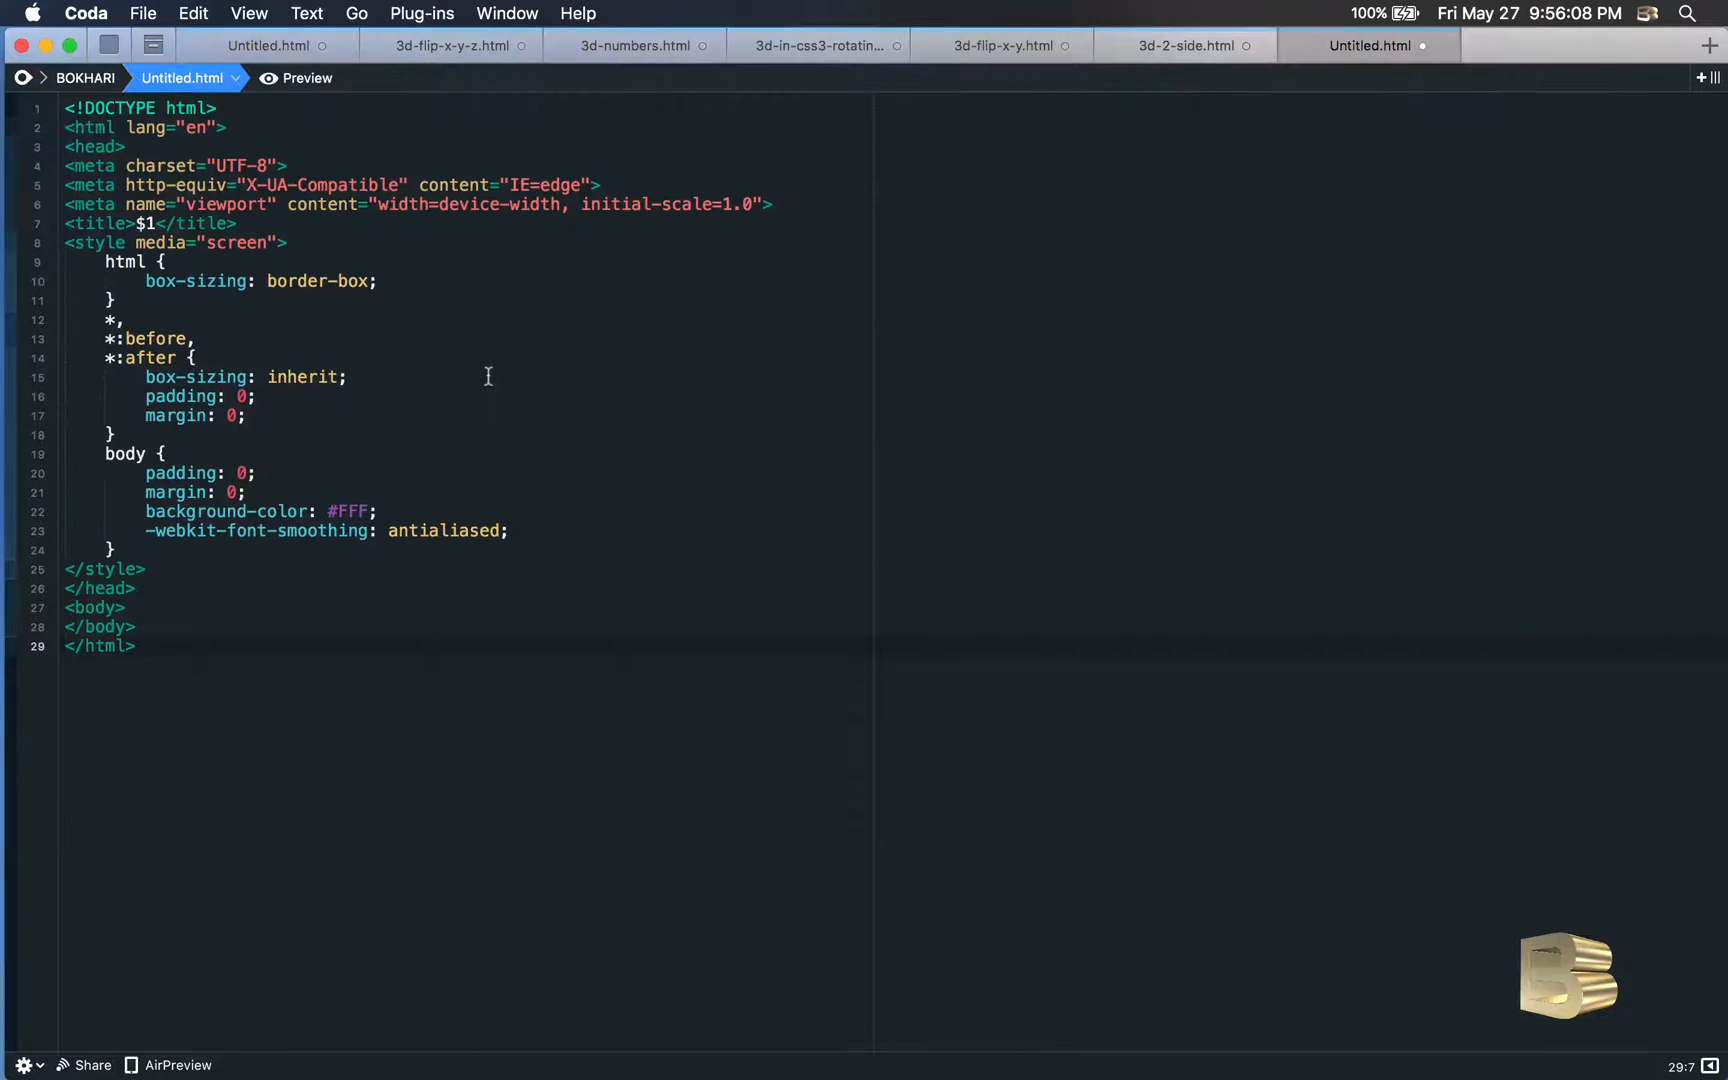 Coda File Edit View Text Go Plug-ins Window Help 100% Fri May 27 9:56:08 PM
Untitled.html 3d-flip-x-y-z.html 3d-numbers.html 3d-in-css3-rotatin... 3d-flip-x-y.html 3d-2-side.html Untitled.html
BOKHARI Untitled.html Preview
1 <!DOCTYPE html>
2 <html lang="en">
3 <head>
4 <meta charset="UTF-8">
5 <meta http-equiv="X-UA-Compatible" content="IE=edge">
6 <meta name="viewport" content="width=device-width, initial-scale=1.0">
7 <title>$1</title>
8 <style media="screen">
9 html {
10 box-sizing: border-box;
11 }
12 *,
13 *:before,
14 *:after {
15 box-sizing: inherit;
16 padding: 0;
17 margin: 0;
18 }
19 body {
20 padding: 0;
21 margin: 0;
22 background-color: #FFF;
23 -webkit-font-smoothing: antialiased;
24 }
25 </style>
26 </head>
27 <body>
28 </body>
29 </html>
B
Share AirPreview 29:7